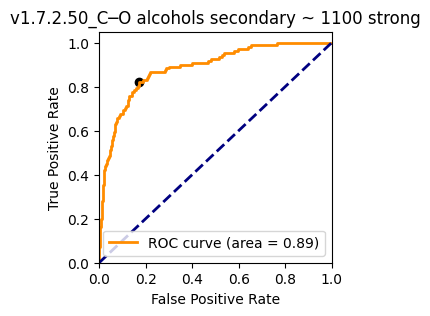 v1.7.2.50_C─O alcohols secondary ~ 1100 strong
True Positive Rate
1.0
0.8
0.6
0.4
0.2
0.0
ROC curve (area = 0.89)
0.0 0.2 0.4 0.6 0.8 1.0
False Positive Rate